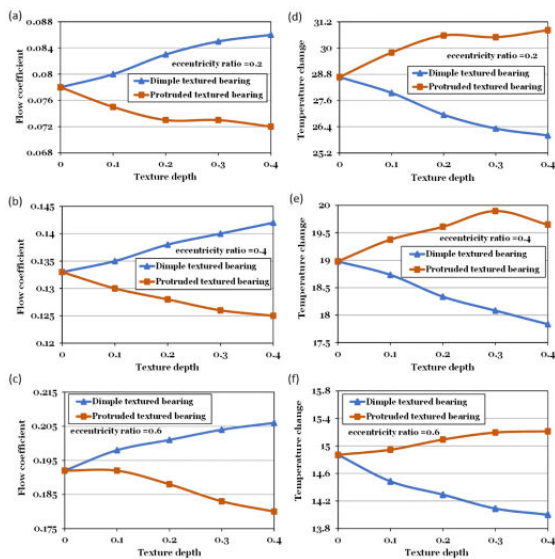 (a)
0.088
0.084
0.08
0.076
0.072
0.068
Flow coefficient
eccentricity ratio =0.2
Dimple textured bearing
Protruded textured bearing
0 0.1 0.2 0.3 0.4
Texture depth
(d)
31.2
30
28.8
27.6
26.4
25.2
Temperature change
eccentricity ratio =0.2
Dimple textured bearing
Protruded textured bearing
0 0.1 0.2 0.3 0.4
Texture depth
(b)
0.145
0.14
0.135
0.13
0.125
0.12
Flow coefficient
eccentricity ratio =0.4
Dimple textured bearing
Protruded textured bearing
0 0.1 0.2 0.3 0.4
Texture depth
(e)
20
19.5
19
18.5
18
17.5
Temperature change
eccentricity ratio =0.4
Dimple textured bearing
Protruded textured bearing
0 0.1 0.2 0.3 0.4
Texture depth
(c)
0.215
0.205
0.195
0.185
0.175
Flow coefficient
Dimple textured bearing
Protruded textured bearing
eccentricity ratio =0.6
0 0.1 0.2 0.3 0.4
Texture depth
(f)
15.8
15.4
15
14.6
14.2
13.8
Temperature change
Dimple textured bearing
Protruded textured bearing
eccentricity ratio =0.6
0 0.1 0.2 0.3 0.4
Texture depth